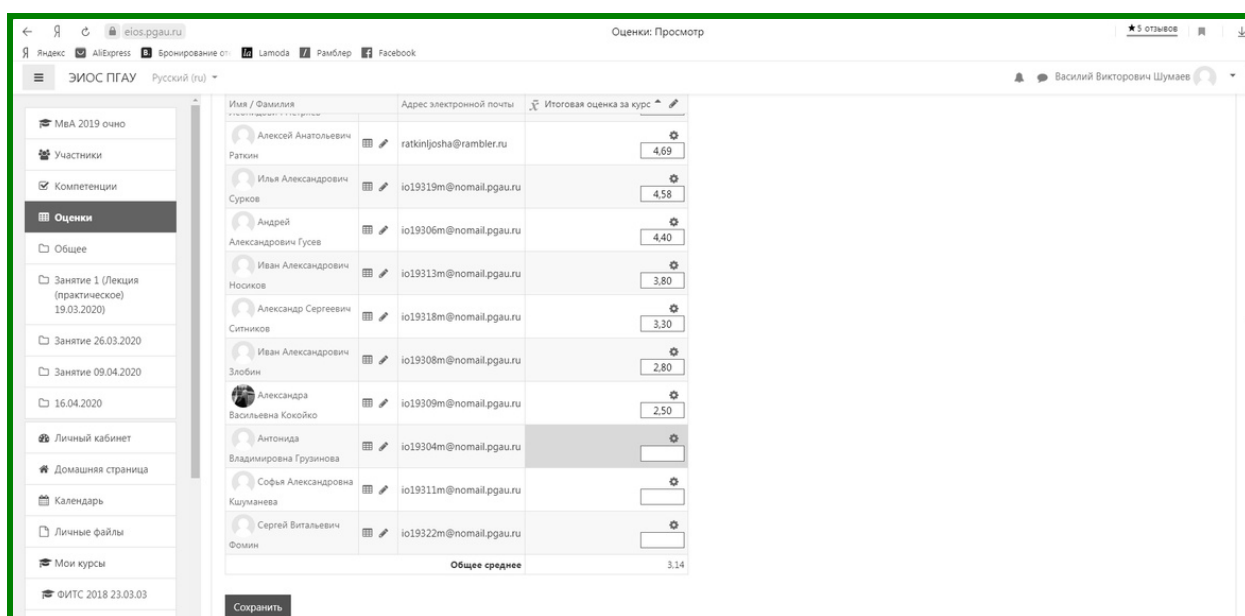 Я eios.pgau.ru Оценки: Просмотр ★ 5 отзывов
Я Яндекс AliExpress B. Бронирование от- la Lamoda Рамблер Facebook
ЭИОС ПГАУ Русский (ru) Василий Викторович Шумаев
МвА 2019 очно
Участники
Компетенции
Оценки
Общее
Занятие 1 (Лекция
(практическое)
19.03.2020)
Занятие 26.03.2020
Занятие 09.04.2020
16.04.2020
Личный кабинет
Домашняя страница
Календарь
Личные файлы
Мои курсы
ФИТС 2018 23.03.03
Имя / Фамилия Адрес электронной почты Итоговая оценка за курс
Алексей Анатольевич
Раткин ratkinljosha@rambler.ru 4,69
Илья Александрович
Сурков io19319m@nomail.pgau.ru 4,58
Андрей
Александрович Гусев io19306m@nomail.pgau.ru 4,40
Иван Александрович
Носиков io19313m@nomail.pgau.ru 3,80
Александр Сергеевич
Ситников io19318m@nomail.pgau.ru 3,30
Иван Александрович
Злобин io19308m@nomail.pgau.ru 2,80
Александра
Васильевна Кокойко io19309m@nomail.pgau.ru 2,50
Антонида
Владимировна Грузинова io19304m@nomail.pgau.ru
Софья Александровна
Кшуманева io19311m@nomail.pgau.ru
Сергей Витальевич
Фомин io19322m@nomail.pgau.ru
Общее среднее 3,14
Сохранить